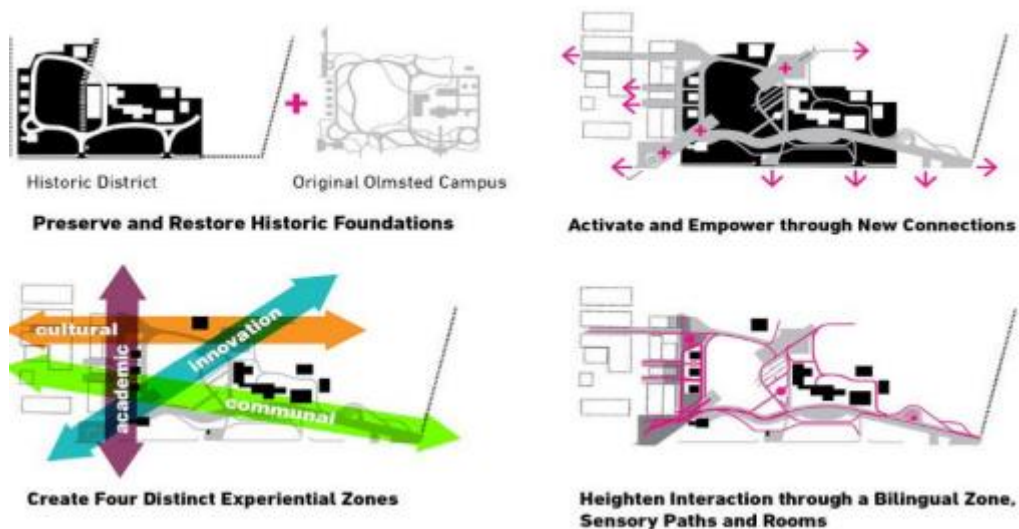 Historic District
Original Olmsted Campus
Preserve and Restore Historic Foundations
Activate and Empower through New Connections
cultural
innovation
academic
communal
Create Four Distinct Experiential Zones
Heighten Interaction through a Bilingual Zone,
Sensory Paths and Rooms